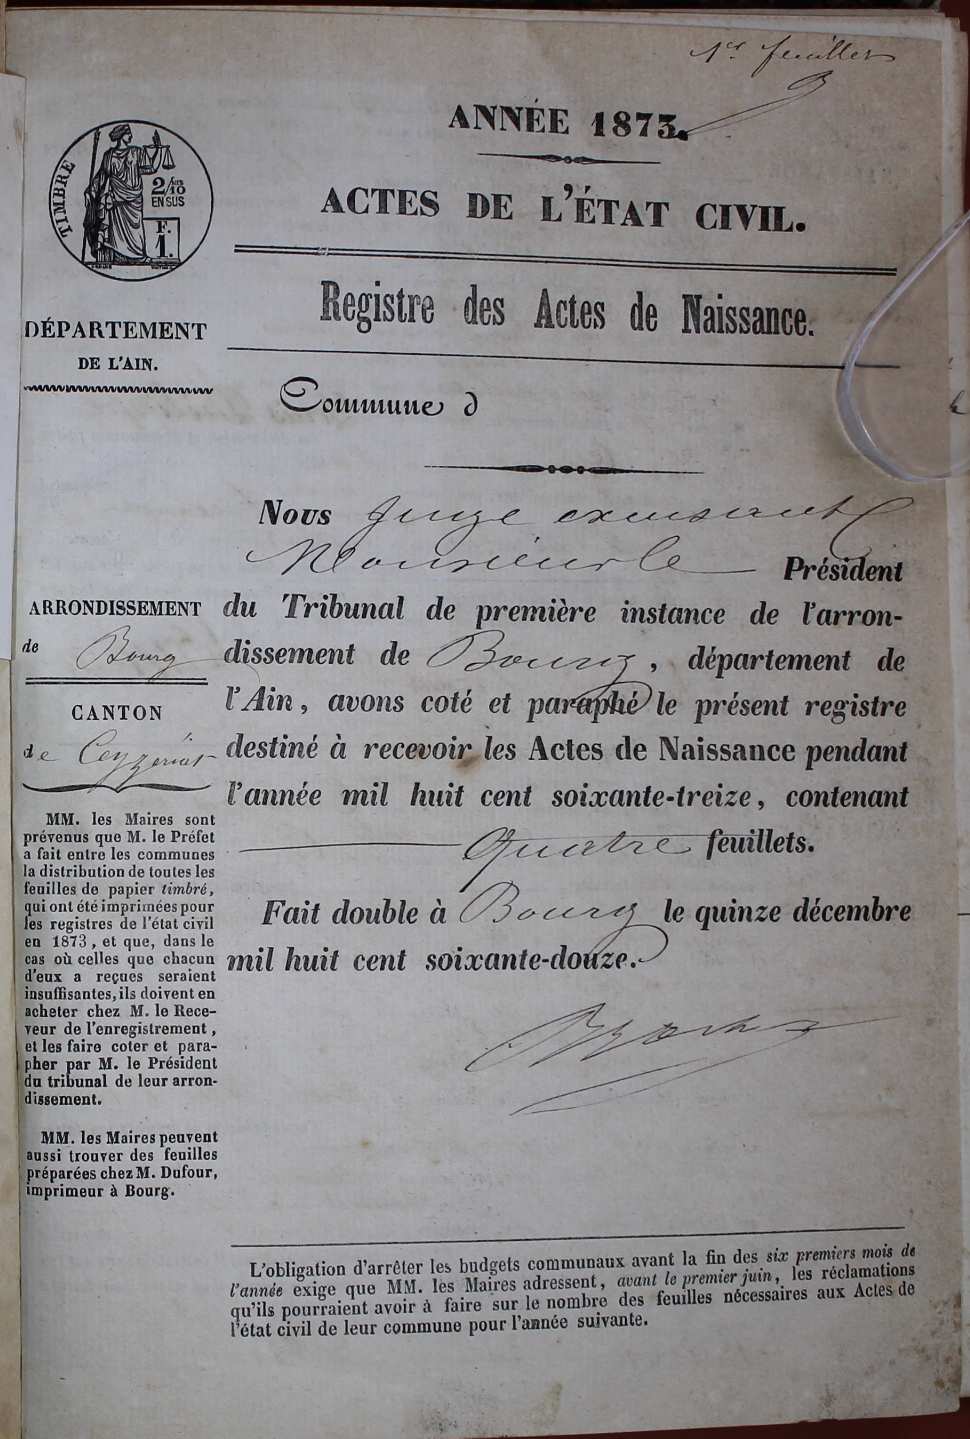 1er feuillet
ANNÉE 1873.
ACTES DE L'ÉTAT CIVIL.
TIMBRE
2/10
EN SUS
F.
1.
Registre des Actes de Naissance.
DÉPARTEMENT
DE L'AIN.
Commune d
Nous Juge excusant
Monsieur le Président
du Tribunal de première instance de l'arron-
dissement de Bourg, département de
l'Ain, avons coté et paraphé le présent registre
destiné à recevoir les Actes de Naissance pendant
l'année mil huit cent soixante-treize, contenant
Quatre feuillets.
Fait double à Bourg le quinze décembre
mil huit cent soixante-douze.
ARRONDISSEMENT
de Bourg
CANTON
de Ceyzériat
MM. les Maires sont
prévenus que M. le Préfet
a fait entre les communes
la distribution de toutes les
feuilles de papier timbré,
qui ont été imprimées pour
les registres de l'état civil
en 1873, et que, dans le
cas où celles que chacun
d'eux a reçues seraient
insuffisantes, ils doivent en
acheter chez M. le Rece-
veur de l'enregistrement,
et les faire coter et para-
pher par M. le Président
du tribunal de leur arron-
dissement.
MM. les Maires peuvent
aussi trouver des feuilles
préparées chez M. Dufour,
imprimeur à Bourg.
L'obligation d'arrêter les budgets communaux avant la fin des six premiers mois de
l'année exige que MM. les Maires adressent, avant le premier juin, les réclamations
qu'ils pourraient avoir à faire sur le nombre des feuilles nécessaires aux Actes de
l'état civil de leur commune pour l'année suivante.